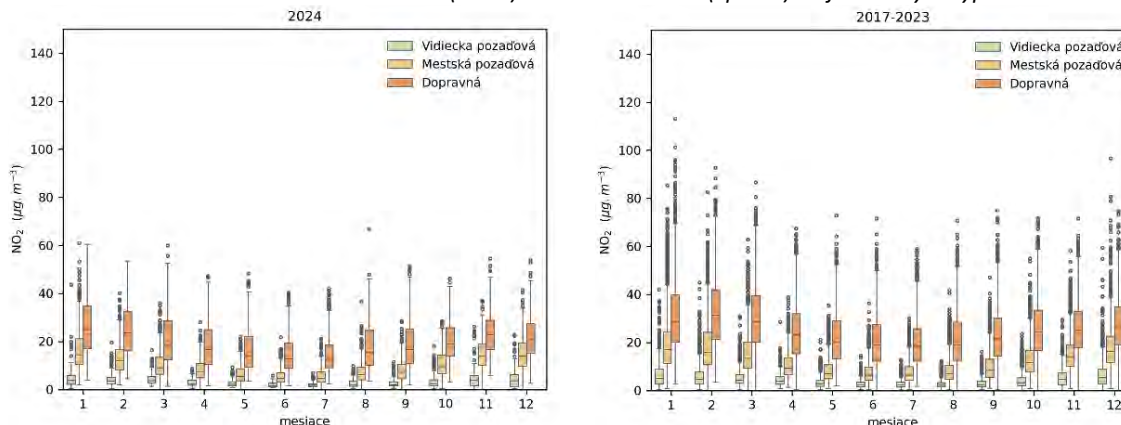 2024
140
120
100
80
60
40
20
0
NO₂ (µg.m⁻³)
Vidiecka pozaďová
Mestská pozaďová
Dopravná
1 2 3 4 5 6 7 8 9 10 11 12
mesiace
2017-2023
140
120
100
80
60
40
20
0
NO₂ (µg.m⁻³)
Vidiecka pozaďová
Mestská pozaďová
Dopravná
1 2 3 4 5 6 7 8 9 10 11 12
mesiace